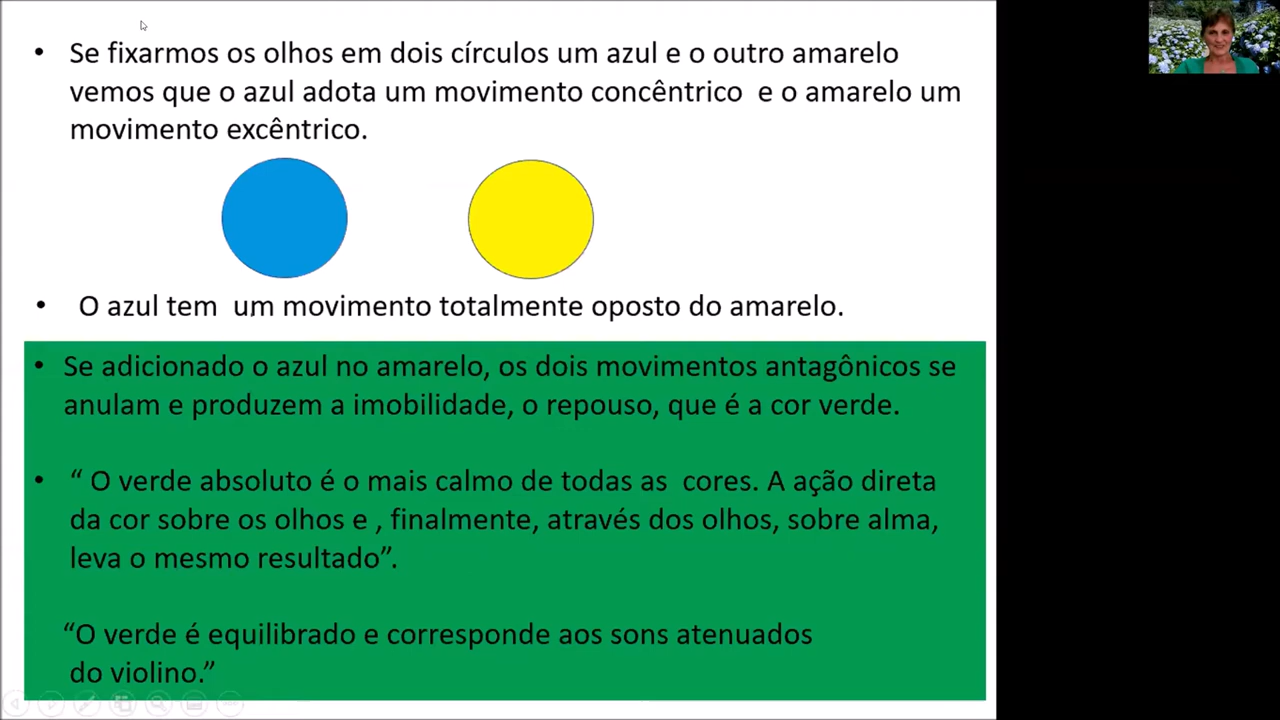 • Se fixarmos os olhos em dois círculos um azul e o outro amarelo
vemos que o azul adota um movimento concêntrico e o amarelo um
movimento excêntrico.
• O azul tem um movimento totalmente oposto do amarelo.
• Se adicionado o azul no amarelo, os dois movimentos antagônicos se
anulam e produzem a imobilidade, o repouso, que é a cor verde.
• “ O verde absoluto é o mais calmo de todas as cores. A ação direta
da cor sobre os olhos e , finalmente, através dos olhos, sobre alma,
leva o mesmo resultado”.
“O verde é equilibrado e corresponde aos sons atenuados
do violino.”